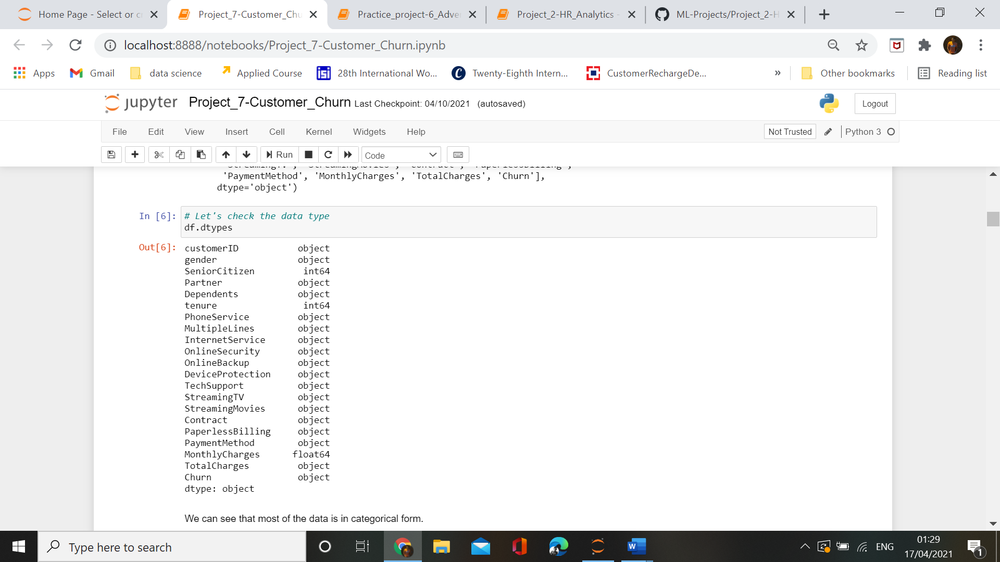 Home Page - Select or c
Project_7-Customer_Chu
Practice_project-6_Adve
Project_2-HR_Analytics -
ML-Projects/Project_2-H
localhost:8888/notebooks/Project_7-Customer_Churn.ipynb
Apps
Gmail
data science
Applied Course
isi
28th International Wo...
C
Twenty-Eighth Intern...
CustomerRechargeDe...
»
Other bookmarks
Reading list
jupyter
Project_7-Customer_Churn Last Checkpoint: 04/10/2021 (autosaved)
Logout
File Edit View Insert Cell Kernel Widgets Help
Not Trusted
Python 3
Run
Code
'StreamingTV', 'StreamingMovies', 'Contract', 'PaperlessBilling',
'PaymentMethod', 'MonthlyCharges', 'TotalCharges', 'Churn'],
dtype='object')
In [6]: # Let's check the data type
df.dtypes
Out[6]: customerID object
gender object
SeniorCitizen int64
Partner object
Dependents object
tenure int64
PhoneService object
MultipleLines object
InternetService object
OnlineSecurity object
OnlineBackup object
DeviceProtection object
TechSupport object
StreamingTV object
StreamingMovies object
Contract object
PaperlessBilling object
PaymentMethod object
MonthlyCharges float64
TotalCharges object
Churn object
dtype: object
We can see that most of the data is in categorical form.
Type here to search
W
ENG
01:29
17/04/2021
1